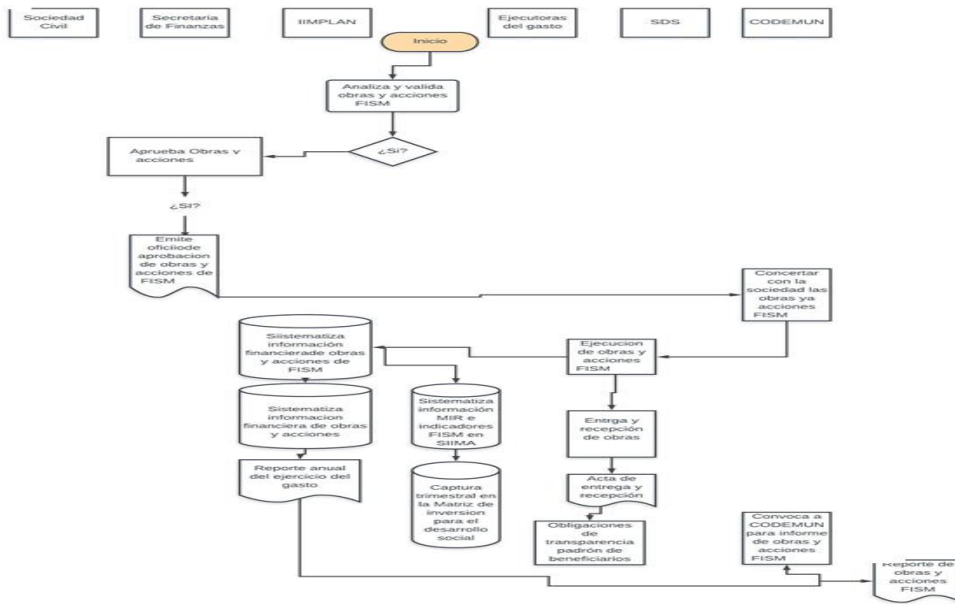 Sociedad
Civil
Secretaria
de Finanzas
IIMPLAN
Ejecutoras
del gasto
SDS
CODEMUN
Inicio
Analiza y valida
obras y acciones
FISM
¿Si?
Aprueba Obras y
acciones
¿SI?
Emite
oficiiode
aprobacion
de obras y
acciones de
FISM
Concertar
con la
sociedad las
obras ya
acciones
FISM
Siistematiza
información
financierade obras
y acciones de
FISM
Ejecucion
de obras y
acciones
FISM
Sistematiza
informacion
financiera de obras
y acciones
Sistematiza
información
MIR e
indicadores
FISM en
SIIMA
Entrga y
recepción
de obras
Reporte anual
del ejercicio del
gasto
Captura
trimestral en
la Matriz de
inversion
para el
desarrollo
social
Acta de
entrega y
recepción
Obligaciones
de
transparencia
padrón de
beneficiarios
Convoca a
CODEMUN
para informe
de obras y
acciones
FISM
Reporte de
obras y
acciones
FISM